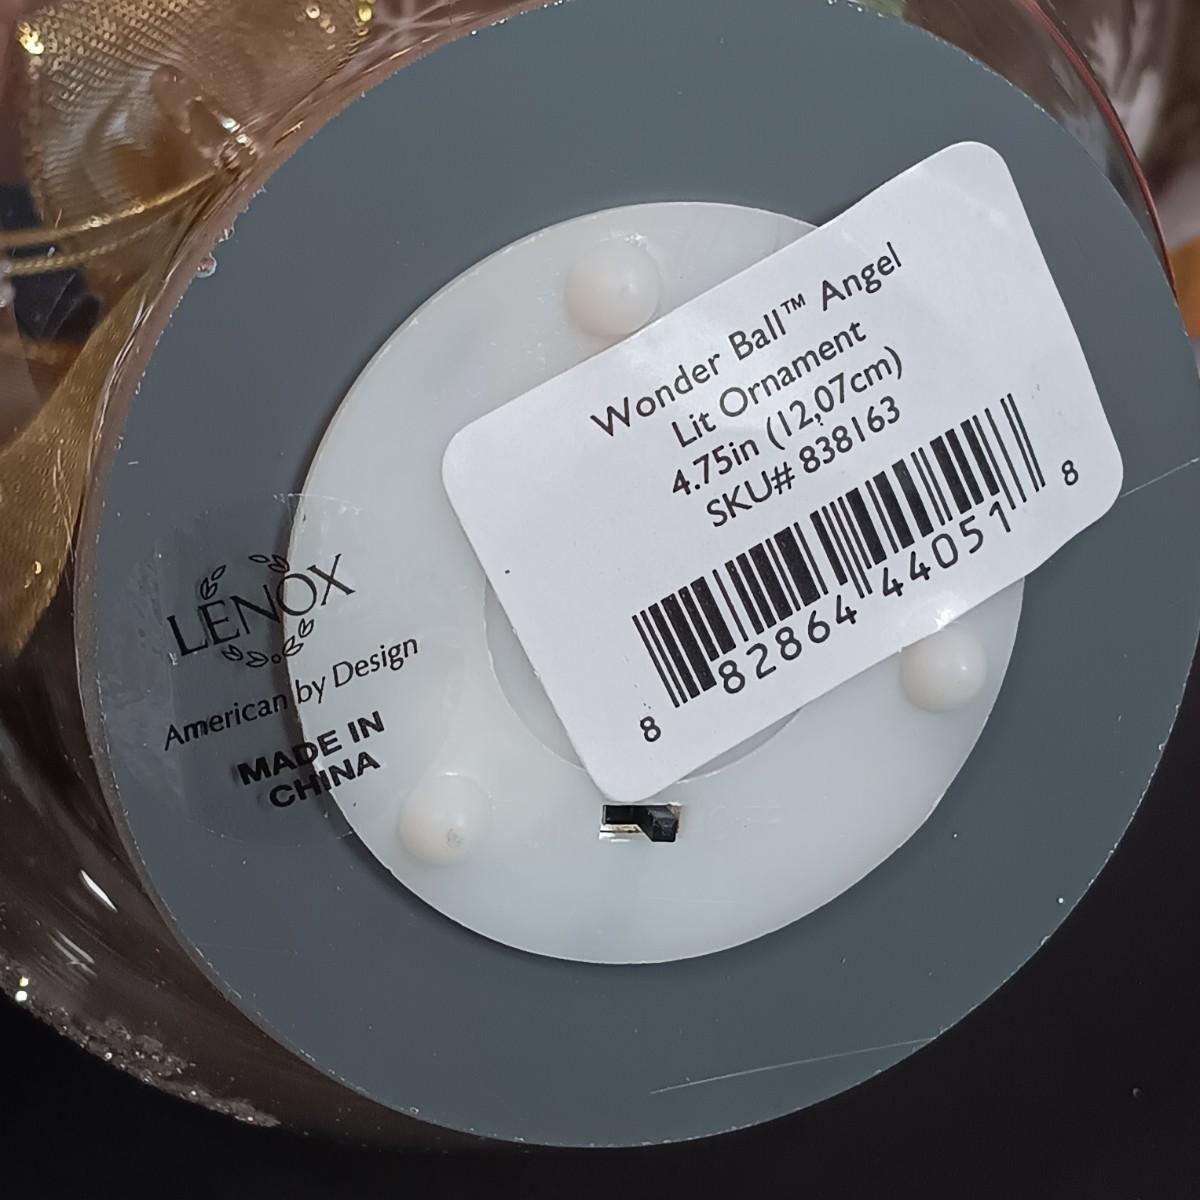 Wonder Ball™ Angel
Lit Ornament
4.75in (12,07cm)
SKU# 838163
8 82864 44051 8
LENOX
American by Design
MADE IN
CHINA